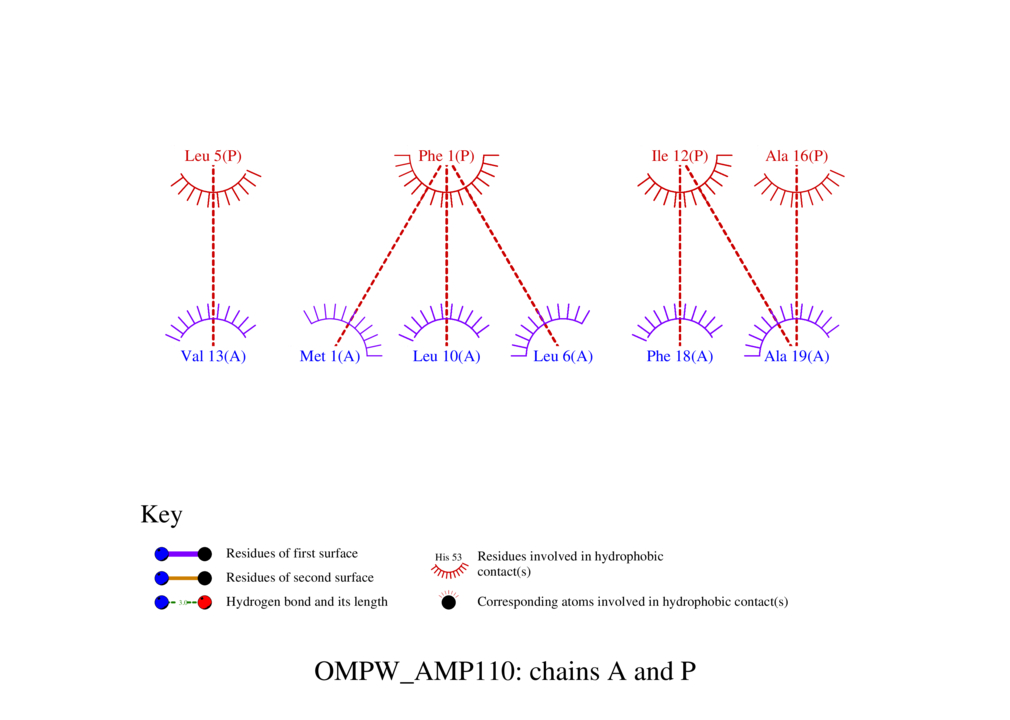 Leu 5(P) Phe 1(P) Ile 12(P) Ala 16(P)
Val 13(A) Met 1(A) Leu 10(A) Leu 6(A) Phe 18(A) Ala 19(A)
Key
Residues of first surface
Residues of second surface
3.0
Hydrogen bond and its length
His 53
Residues involved in hydrophobic
contact(s)
Corresponding atoms involved in hydrophobic contact(s)
OMPW_AMP110: chains A and P